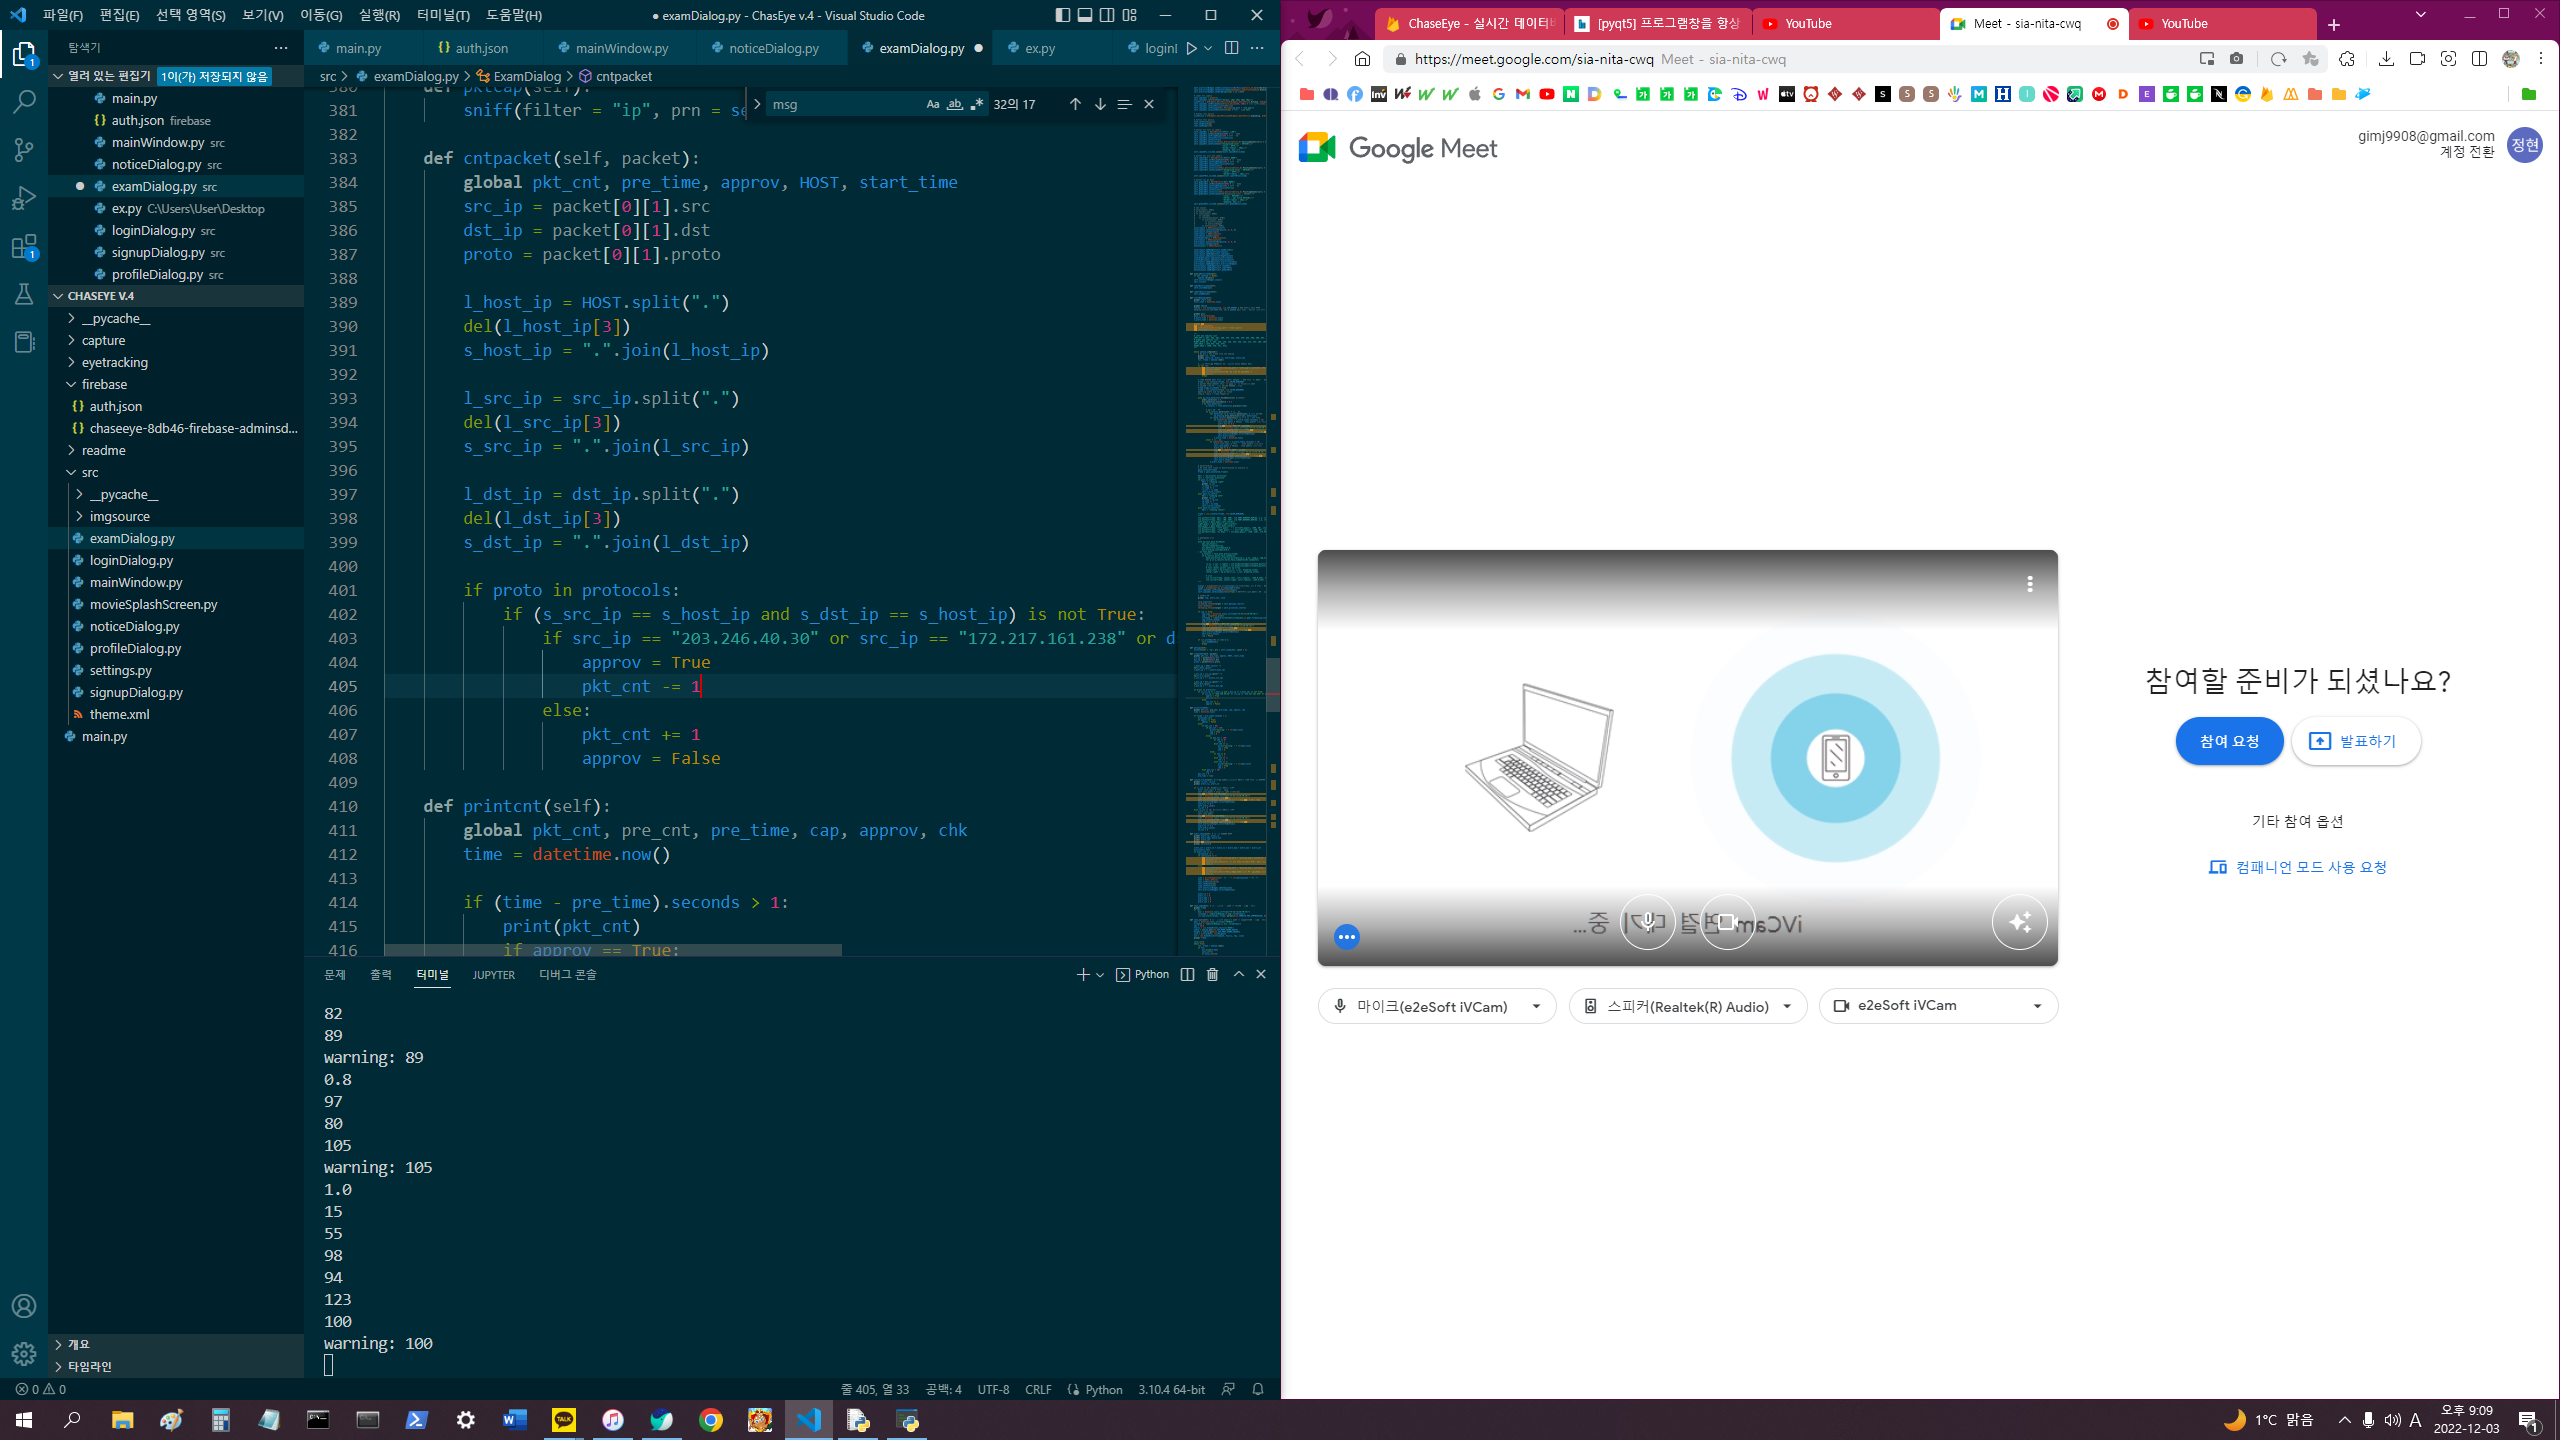 파일(F) 편집(E) 선택 영역(S) 보기(V) 이동(G) 실행(R) 터미널(T) 도움말(H) ● examDialog.py - ChasEye v.4 - Visual Studio Code
탐색기
열려 있는 편집기 1이(가) 저장되지 않음
main.py
auth.json firebase
mainWindow.py src
noticeDialog.py src
examDialog.py src
ex.py C:\Users\User\Desktop
loginDialog.py src
signupDialog.py src
profileDialog.py src
CHASEYE V.4
__pycache__
capture
eyetracking
firebase
auth.json
chaseeye-8db46-firebase-adminsd...
readme
src
__pycache__
imgsource
examDialog.py
loginDialog.py
mainWindow.py
movieSplashScreen.py
noticeDialog.py
profileDialog.py
settings.py
signupDialog.py
theme.xml
main.py
개요
타임라인
main.py auth.json mainWindow.py noticeDialog.py examDialog.py ex.py loginI
src > examDialog.py > ExamDialog > cntpacket
msg 32의 17
380 def pktcap(self):
381 sniff(filter = "ip", prn = se
382
383 def cntpacket(self, packet):
384 global pkt_cnt, pre_time, approv, HOST, start_time
385 src_ip = packet[0][1].src
386 dst_ip = packet[0][1].dst
387 proto = packet[0][1].proto
388
389 l_host_ip = HOST.split(".")
390 del(l_host_ip[3])
391 s_host_ip = ".".join(l_host_ip)
392
393 l_src_ip = src_ip.split(".")
394 del(l_src_ip[3])
395 s_src_ip = ".".join(l_src_ip)
396
397 l_dst_ip = dst_ip.split(".")
398 del(l_dst_ip[3])
399 s_dst_ip = ".".join(l_dst_ip)
400
401 if proto in protocols:
402 if (s_src_ip == s_host_ip and s_dst_ip == s_host_ip) is not True:
403 if src_ip == "203.246.40.30" or src_ip == "172.217.161.238" or d
404 approv = True
405 pkt_cnt -= 1
406 else:
407 pkt_cnt += 1
408 approv = False
409
410 def printcnt(self):
411 global pkt_cnt, pre_cnt, pre_time, cap, approv, chk
412 time = datetime.now()
413
414 if (time - pre_time).seconds > 1:
415 print(pkt_cnt)
416 if approv == True:
문제 출력 터미널 JUPYTER 디버그 콘솔 Python
82
89
warning: 89
0.8
97
80
105
warning: 105
1.0
15
55
98
94
123
100
warning: 100
0 0 줄 405, 열 33 공백: 4 UTF-8 CRLF Python 3.10.4 64-bit
ChaseEye - 실시간 데이터 [pyqt5] 프로그램창을 항상 YouTube Meet - sia-nita-cwq YouTube
https://meet.google.com/sia-nita-cwq Meet - sia-nita-cwq
Google Meet
gimj9908@gmail.com
계정 전환
정현
iVCam 연결 대기 중...
마이크(e2eSoft iVCam) 스피커(Realtek(R) Audio) e2eSoft iVCam
참여할 준비가 되셨나요?
참여 요청 발표하기
기타 참여 옵션
컴패니언 모드 사용 요청
1°C 맑음 A 오후 9:09
2022-12-03
1